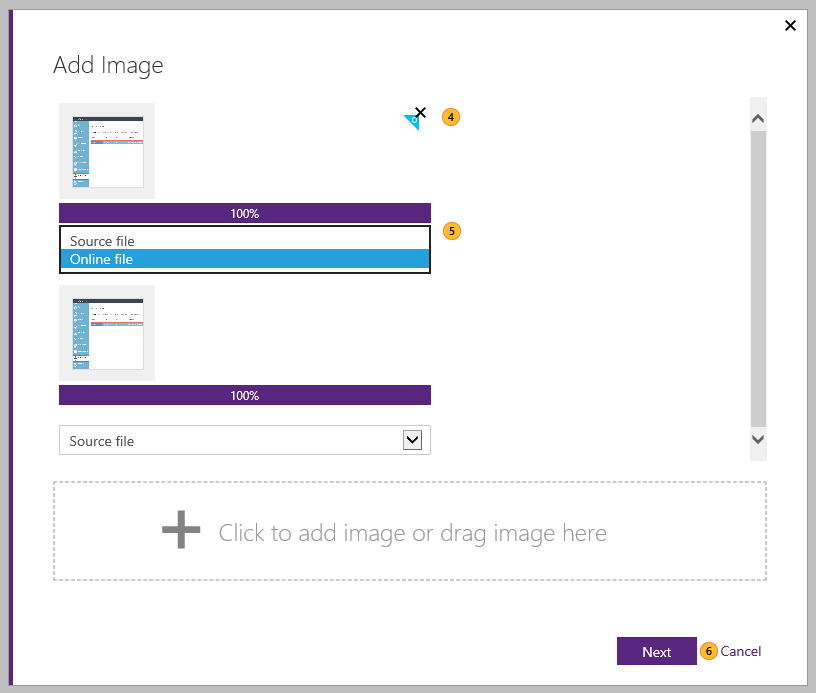 Add Image
4
100%
5
Source file
Online file
100%
Source file
Click to add image or drag image here
Next
6
Cancel